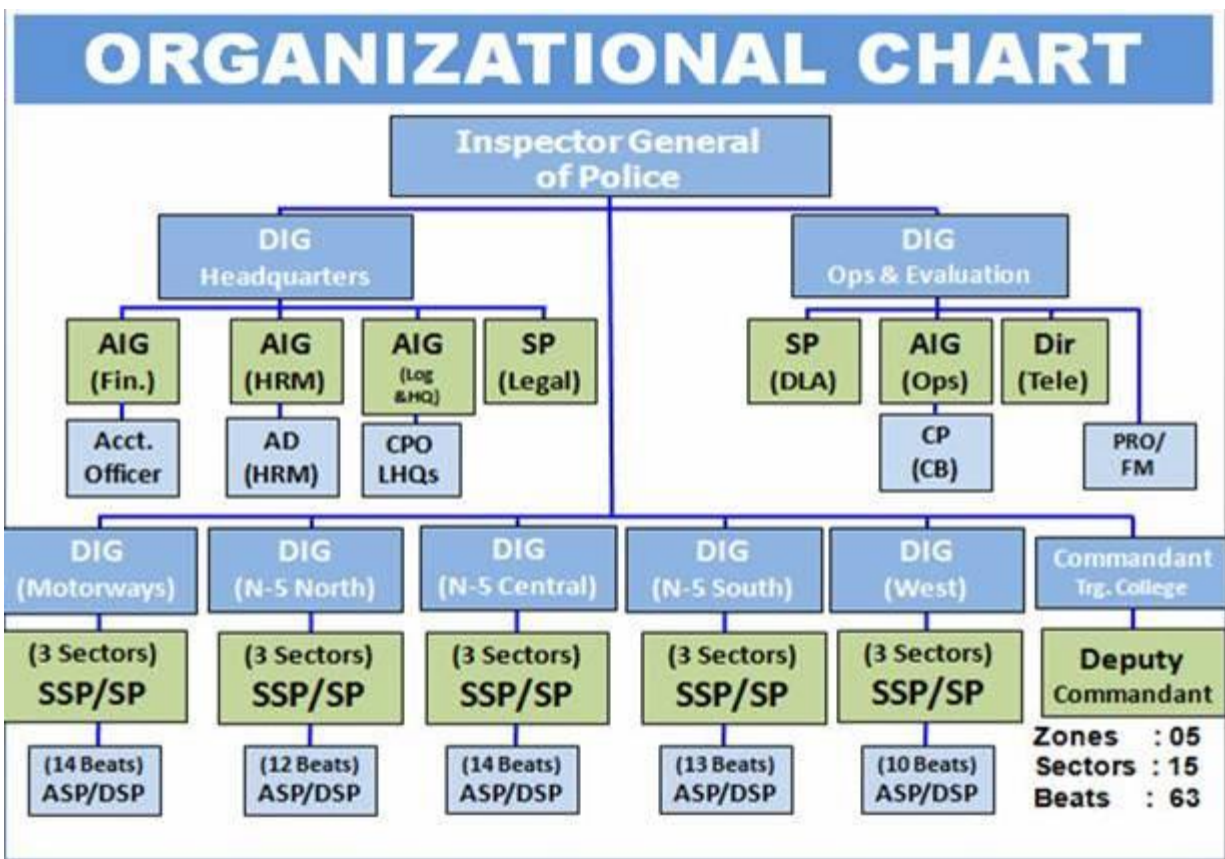 ORGANIZATIONAL CHART
Inspector General
of Police
DIG
Headquarters
DIG
Ops & Evaluation
AIG
(Fin.)
AIG
(HRM)
AIG
(Log
&HQ)
SP
(Legal)
SP
(DLA)
AIG
(Ops)
Dir
(Tele)
Acct.
Officer
AD
(HRM)
CPO
LHQs
CP
(CB)
PRO/
FM
DIG
(Motorways)
DIG
(N-5 North)
DIG
(N-5 Central)
DIG
(N-5 South)
DIG
(West)
Commandant
Trg. College
(3 Sectors)
SSP/SP
(3 Sectors)
SSP/SP
(3 Sectors)
SSP/SP
(3 Sectors)
SSP/SP
(3 Sectors)
SSP/SP
Deputy
Commandant
(14 Beats)
ASP/DSP
(12 Beats)
ASP/DSP
(14 Beats)
ASP/DSP
(13 Beats)
ASP/DSP
(10 Beats)
ASP/DSP
Zones : 05
Sectors : 15
Beats : 63